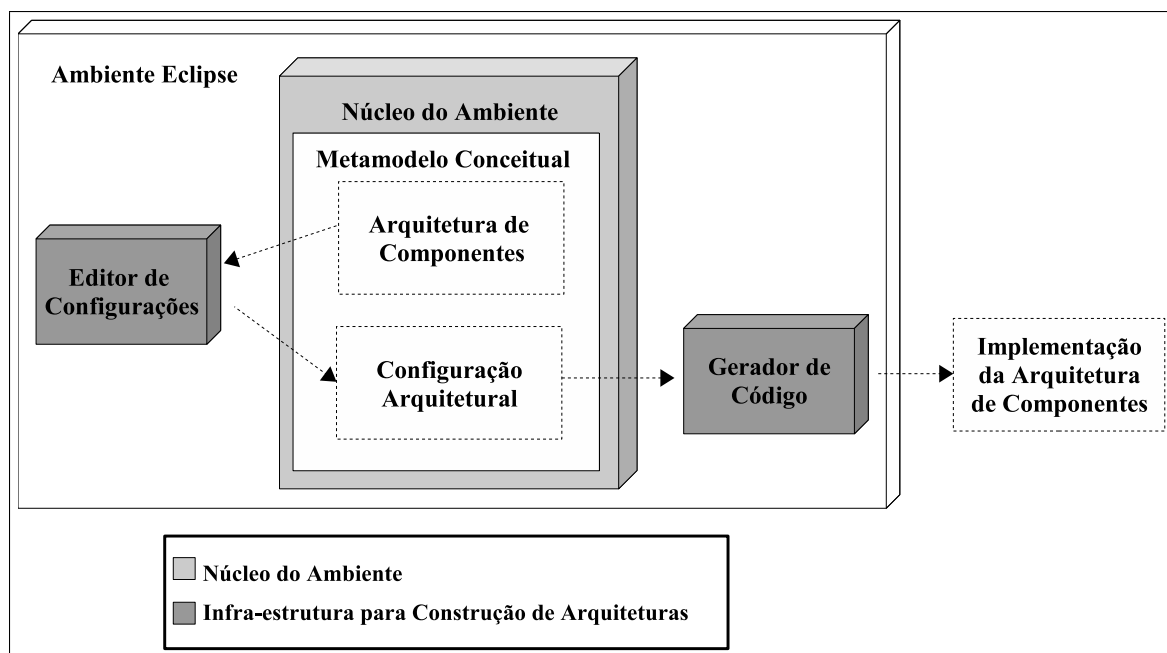 Ambiente Eclipse
Núcleo do Ambiente
Metamodelo Conceitual
Arquitetura de
Componentes
Editor de
Configurações
Configuração
Arquitetural
Gerador de
Código
Implementação
da Arquitetura
de Componentes
Núcleo do Ambiente
Infra-estrutura para Construção de Arquiteturas